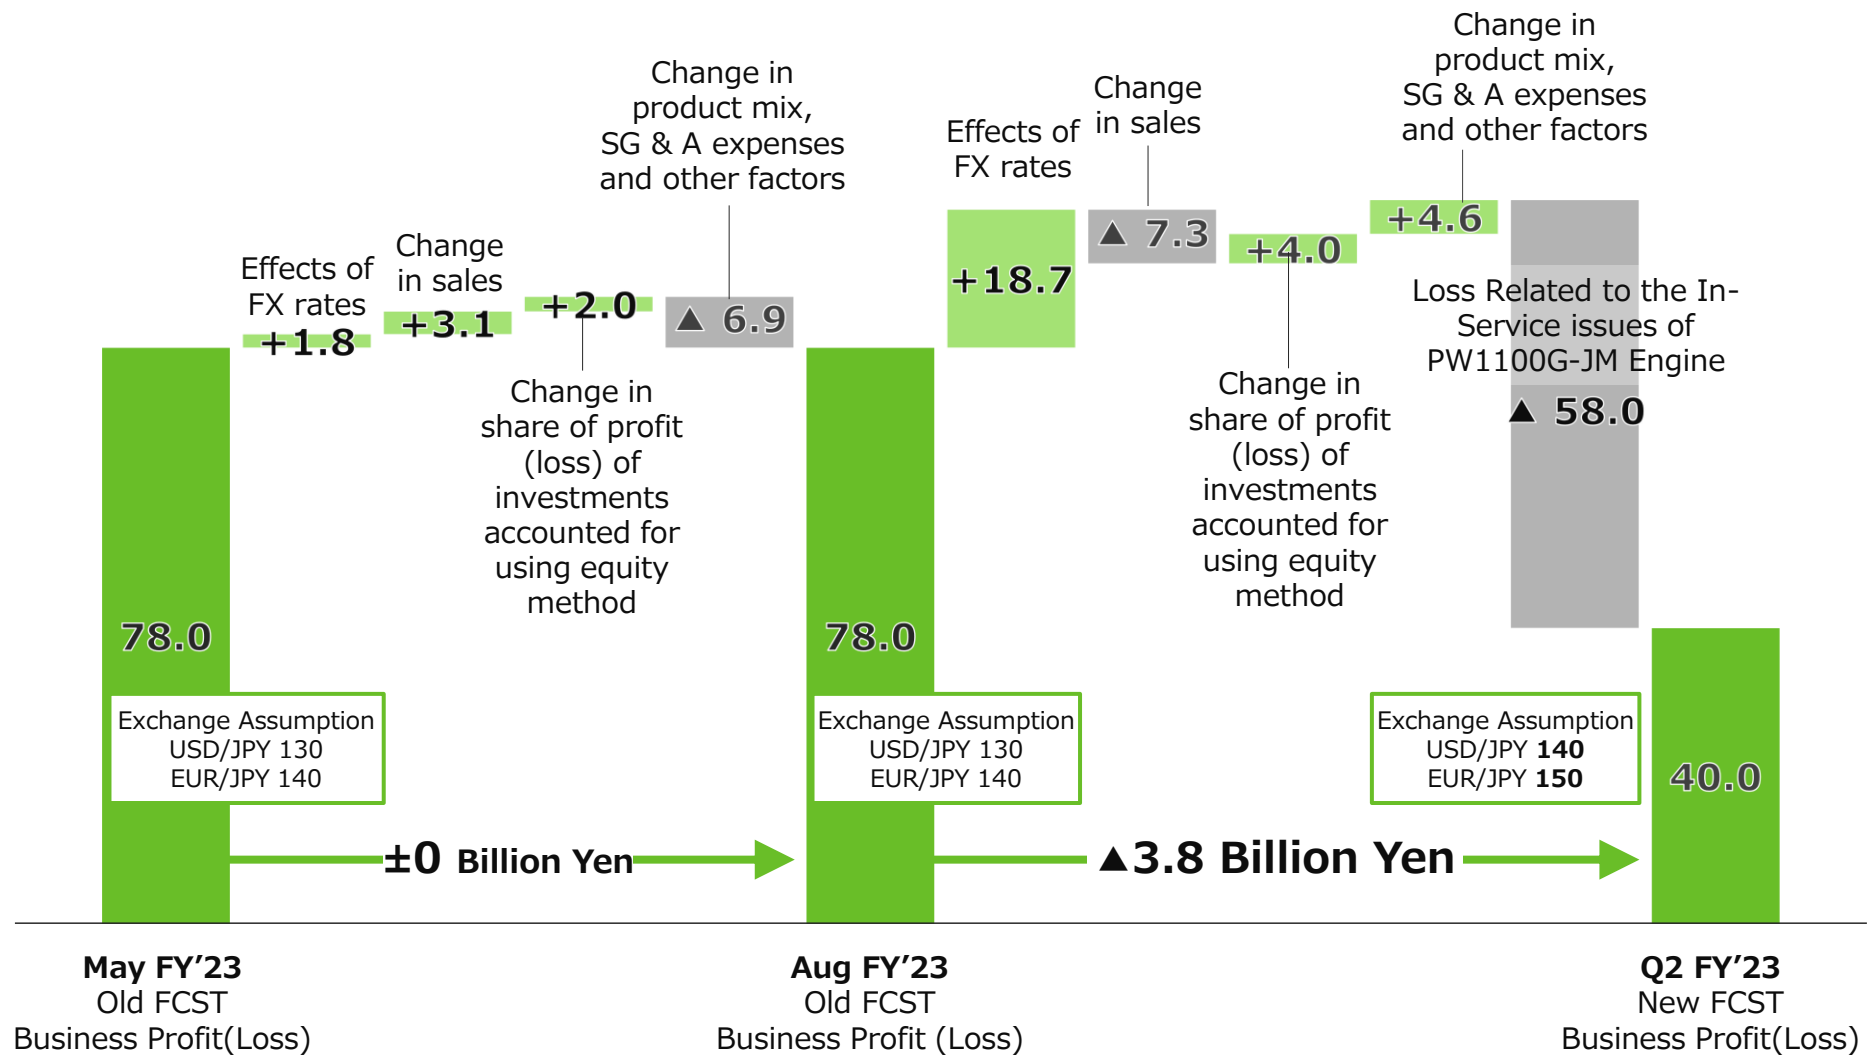 Change in
product mix,
SG & A expenses
and other factors
Change in
product mix,
SG & A expenses
and other factors
Effects of
FX rates
Change
in sales
Effects of
FX rates
Change
in sales
+1.8
+3.1
+2.0
▲ 6.9
+18.7
▲ 7.3
+4.0
+4.6
Loss Related to the In-
Service issues of
PW1100G-JM Engine
▲ 58.0
Change in
share of profit
(loss) of
investments
accounted for
using equity
method
Change in
share of profit
(loss) of
investments
accounted for
using equity
method
78.0
78.0
40.0
Exchange Assumption
USD/JPY 130
EUR/JPY 140
Exchange Assumption
USD/JPY 130
EUR/JPY 140
Exchange Assumption
USD/JPY 140
EUR/JPY 150
±0 Billion Yen
▲3.8 Billion Yen
May FY’23
Old FCST
Business Profit(Loss)
Aug FY’23
Old FCST
Business Profit (Loss)
Q2 FY’23
New FCST
Business Profit(Loss)